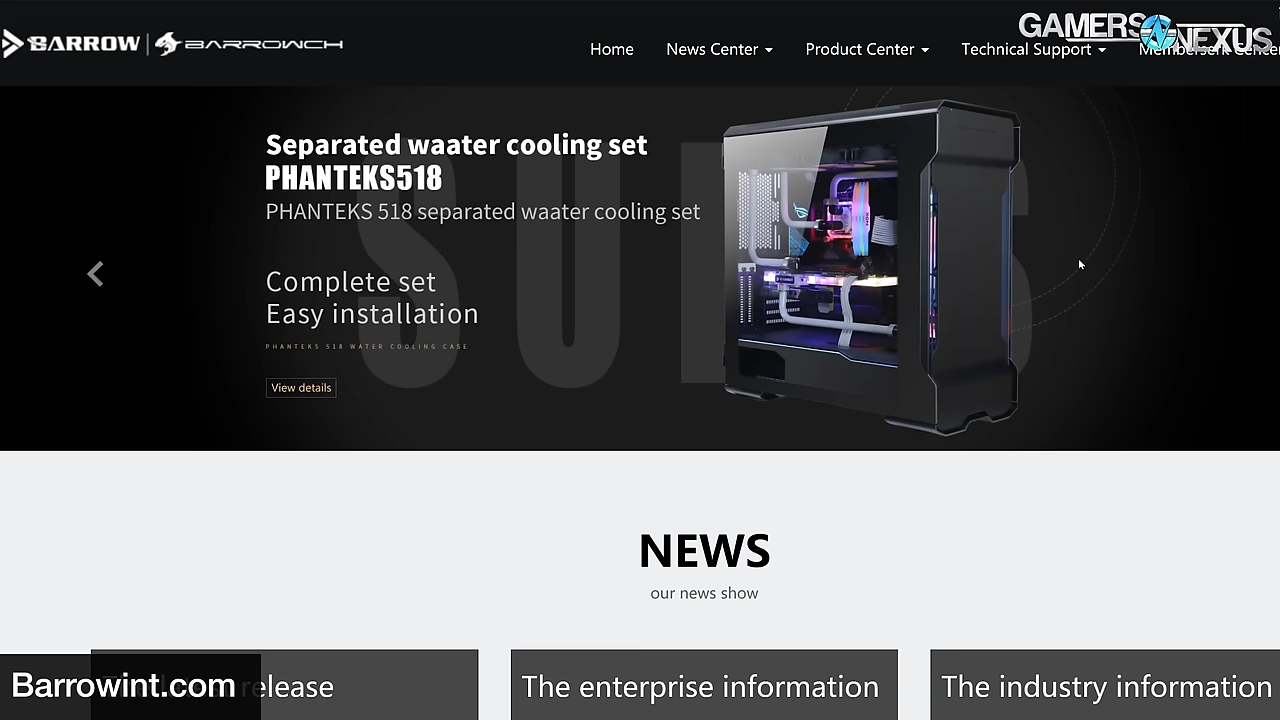 BARROW | BARROWCH
GAMERS NEXUS
Home News Center Product Center Technical Support
Separated waater cooling set
PHANTEKS518
PHANTEKS 518 separated waater cooling set
Complete set
Easy installation
PHANTEKS 518 WATER COOLING CASE
View details
NEWS
our news show
Barrowint.com
release
The enterprise information
The industry information